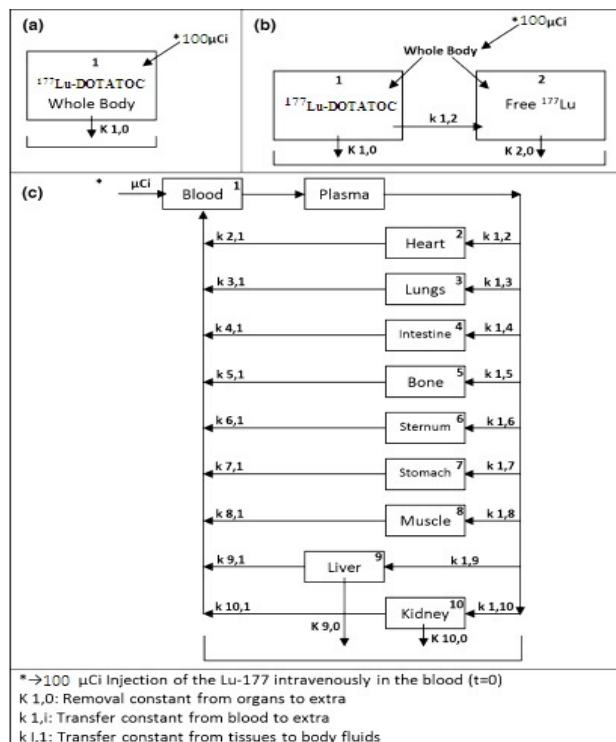 (a)
*100μCi
1
¹⁷⁷Lu-DOTATOC
Whole Body
K 1,0
(b)
*100μCi
Whole Body
1
¹⁷⁷Lu-DOTATOC
k 1,2
2
Free ¹⁷⁷Lu
K 1,0
K 2,0
(c)
* μCi
Blood 1
Plasma
k 2,1 Heart 2 k 1,2
k 3,1 Lungs 3 k 1,3
k 4,1 Intestine 4 k 1,4
k 5,1 Bone 5 k 1,5
k 6,1 Sternum 6 k 1,6
k 7,1 Stomach 7 k 1,7
k 8,1 Muscle 8 k 1,8
k 9,1 Liver 9 k 1,9
k 10,1 Kidney 10 k 1,10
K 9,0 K 10,0
*→100 μCi Injection of the Lu-177 intravenously in the blood (t=0)
K 1,0: Removal constant from organs to extra
k 1,i: Transfer constant from blood to extra
k I,1: Transfer constant from tissues to body fluids